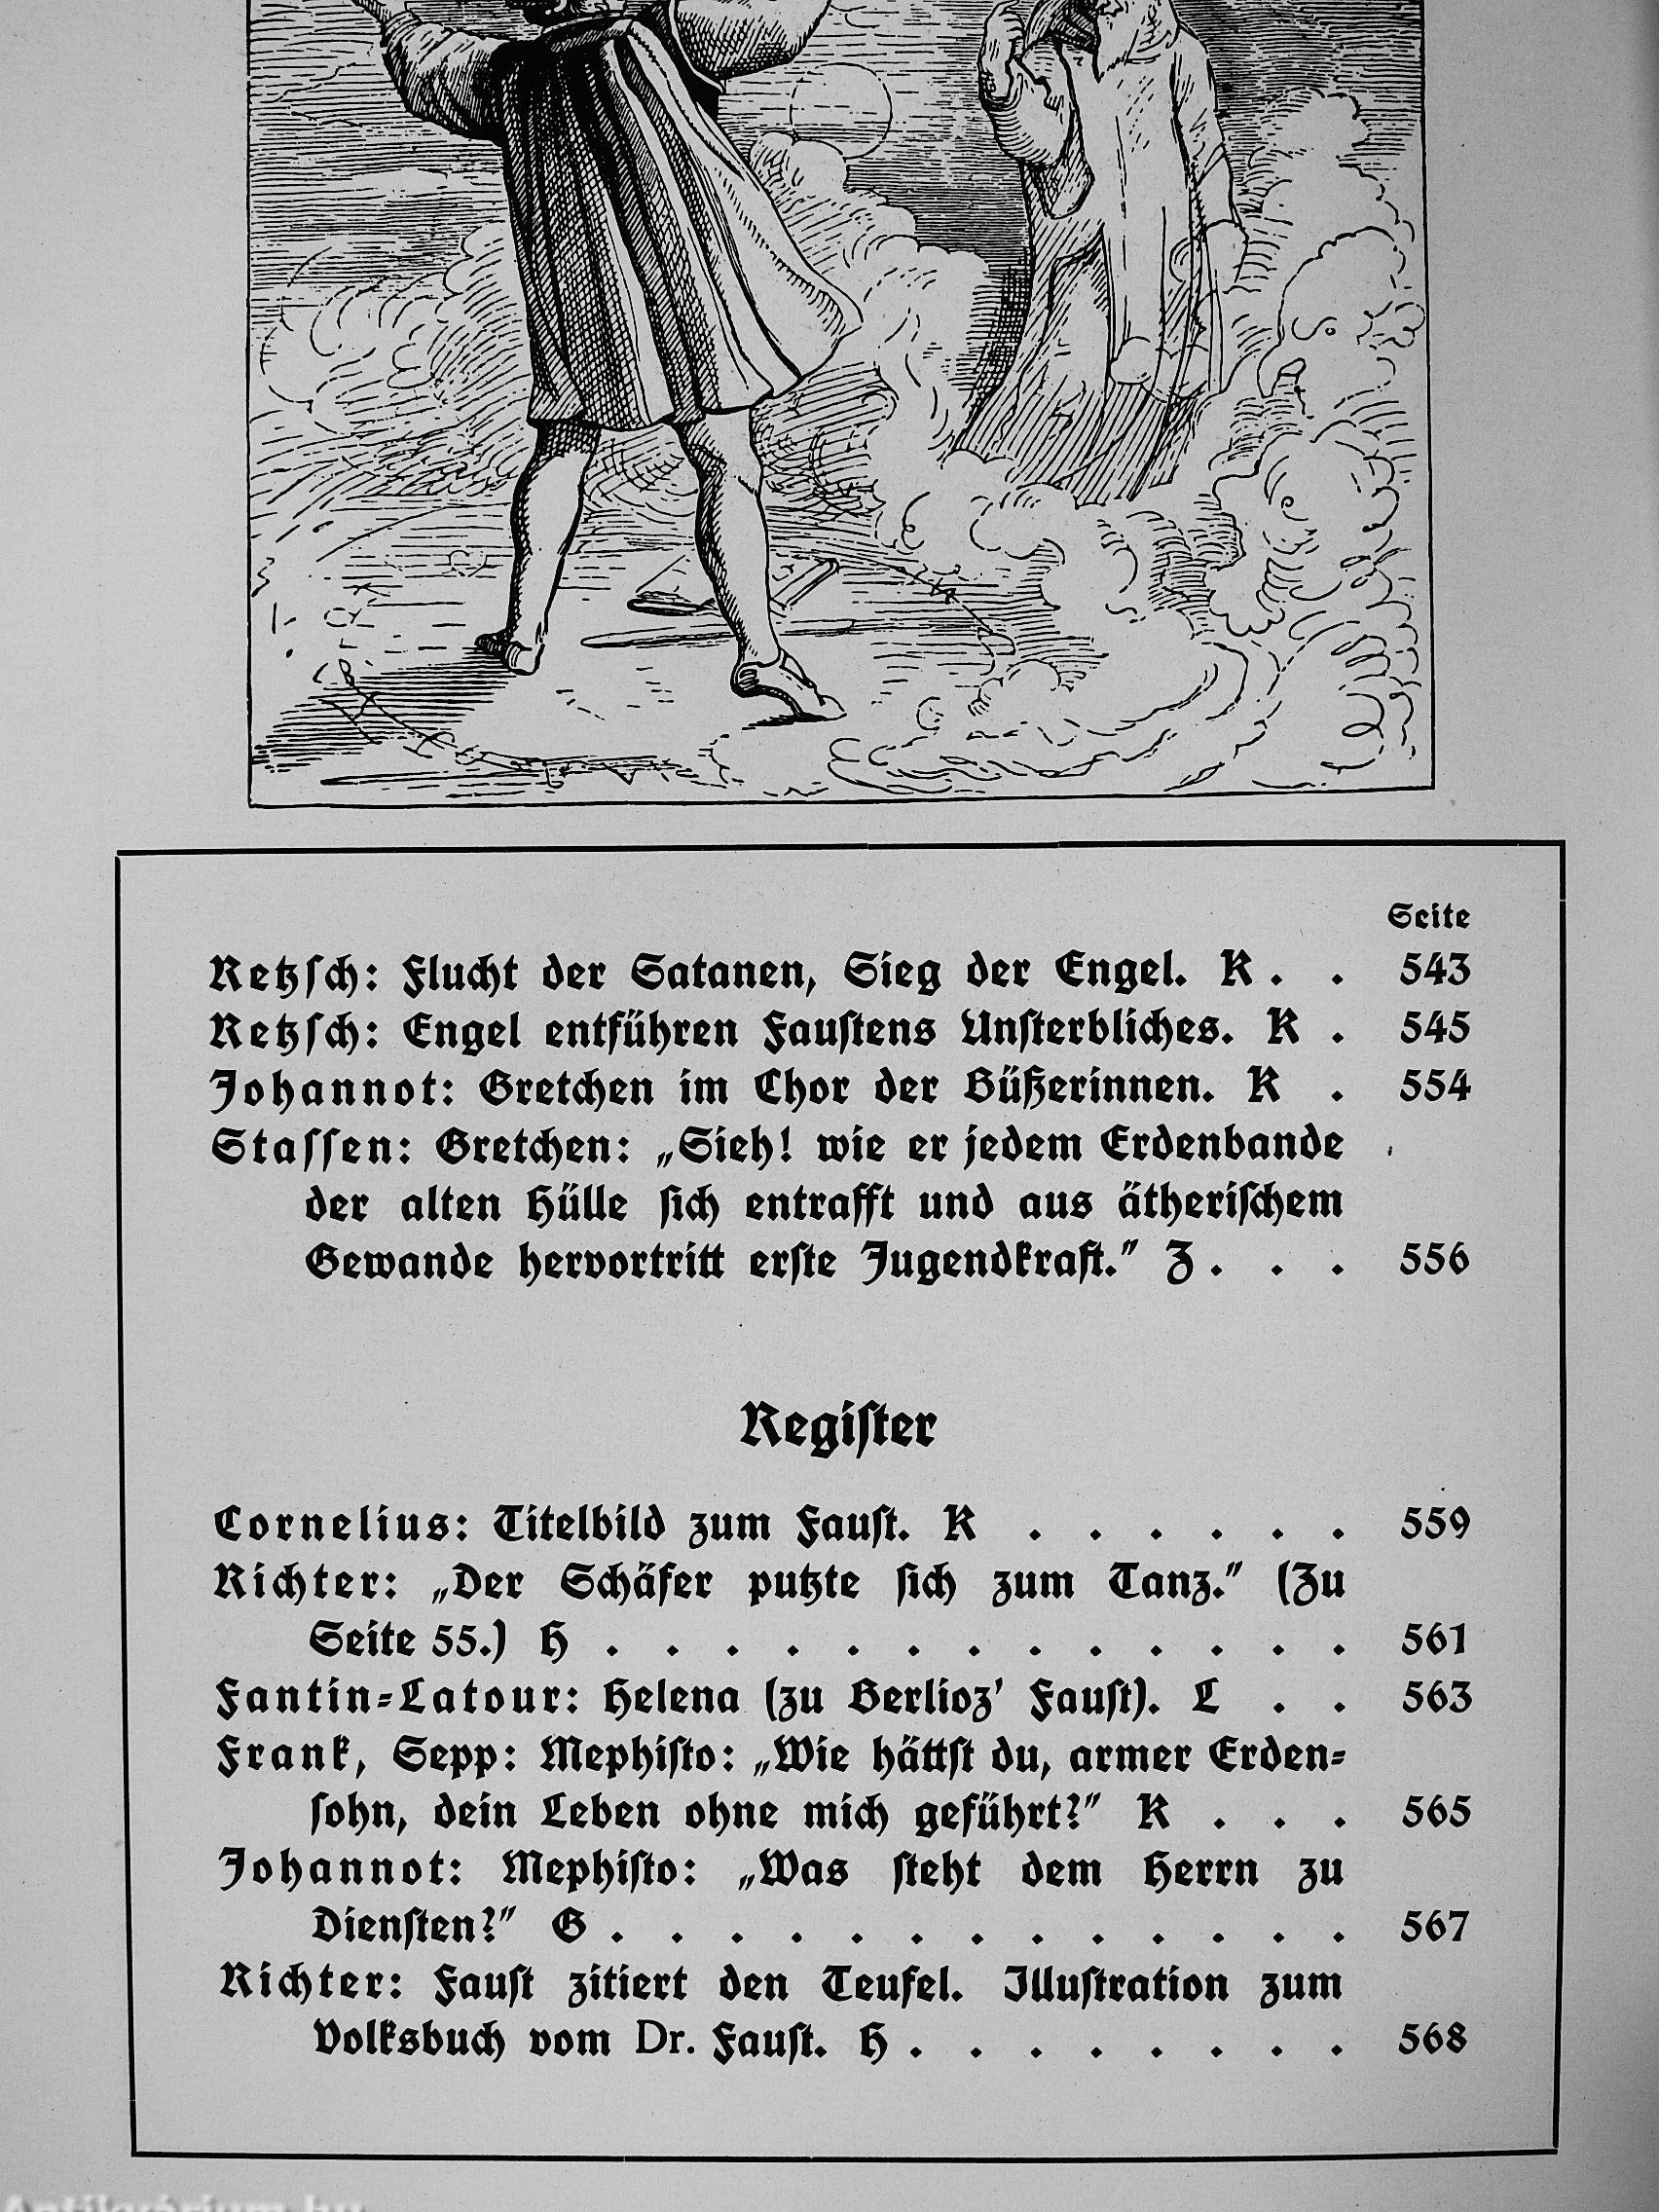 Seite
Retzſch: Flucht der Satanen, Sieg der Engel. K . . 543
Retzſch: Engel entführen Fauſtens Unſterbliches. K . 545
Johannot: Gretchen im Chor der Büßerinnen. K . 554
Staſſen: Gretchen: „Sieh! wie er jedem Erdenbande
der alten Hülle ſich entrafft und aus ätheriſchem
Gewande hervortritt erſte Jugendkraft.” Z . . . 556
Regiſter
Cornelius: Titelbild zum Fauſt. K . . . . . . 559
Richter: „Der Schäfer putzte ſich zum Tanz.” (Zu
Seite 55.) H . . . . . . . . . . . . . 561
Fantin-Latour: Helena (zu Berlioz’ Fauſt). L . . 563
Frank, Sepp: Mephiſto: „Wie hättſt du, armer Erden-
ſohn, dein Leben ohne mich geführt?” K . . . 565
Johannot: Mephiſto: „Was ſteht dem Herrn zu
Dienſten?” G . . . . . . . . . . . . . 567
Richter: Fauſt zitiert den Teufel. Illuſtration zum
Volksbuch vom Dr. Fauſt. H . . . . . . . . 568
Antikvárium.hu